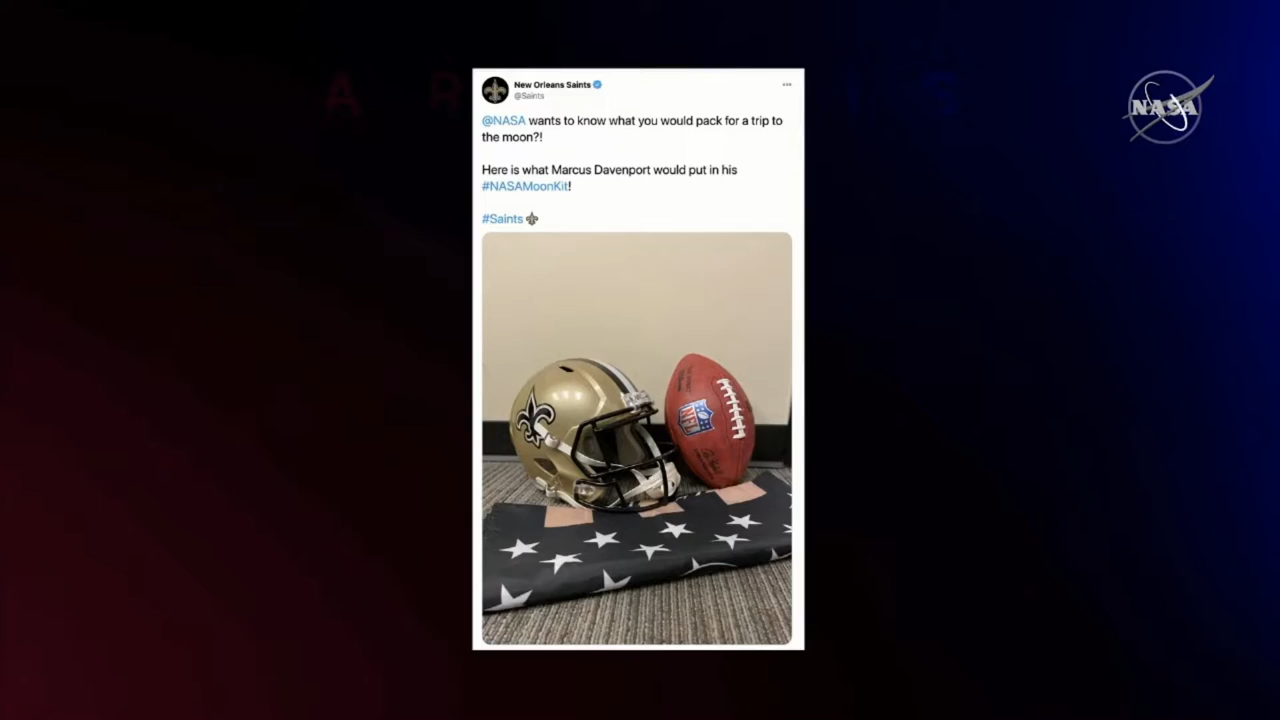 A R S
NASA
New Orleans Saints
@Saints
@NASA wants to know what you would pack for a trip to
the moon?!
Here is what Marcus Davenport would put in his
#NASAMoonKit!
#Saints
NFL